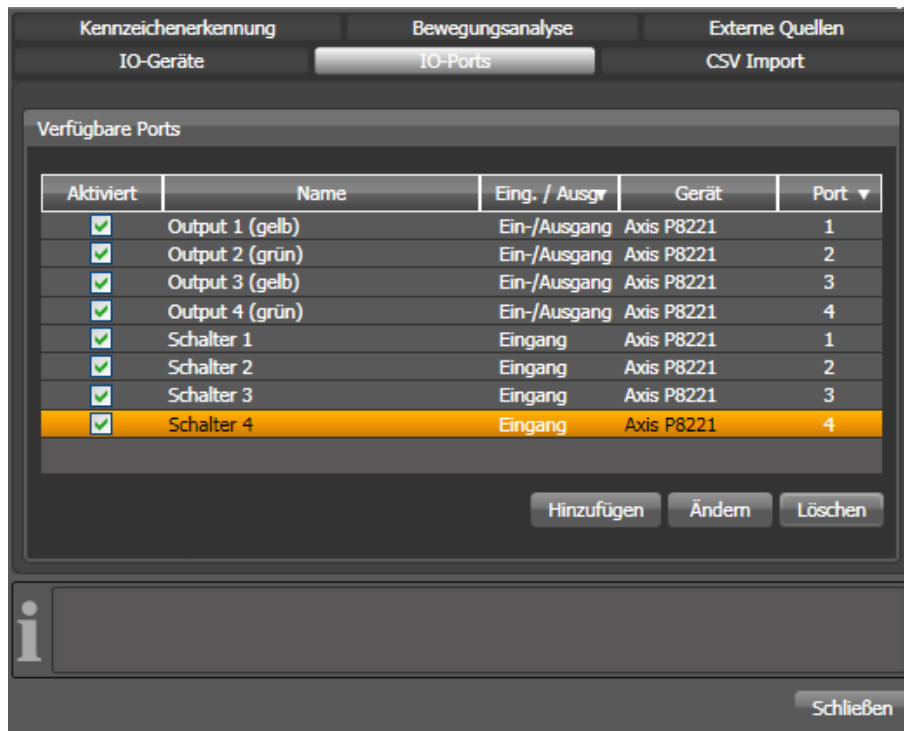 Kennzeichenerkennung Bewegungsanalyse Externe Quellen
IO-Geräte IO-Ports CSV Import
Verfügbare Ports
Aktiviert Name Eing. / Ausg Gerät Port
Output 1 (gelb) Ein-/Ausgang Axis P8221 1
Output 2 (grün) Ein-/Ausgang Axis P8221 2
Output 3 (gelb) Ein-/Ausgang Axis P8221 3
Output 4 (grün) Ein-/Ausgang Axis P8221 4
Schalter 1 Eingang Axis P8221 1
Schalter 2 Eingang Axis P8221 2
Schalter 3 Eingang Axis P8221 3
Schalter 4 Eingang Axis P8221 4
Hinzufügen Ändern Löschen
Schließen